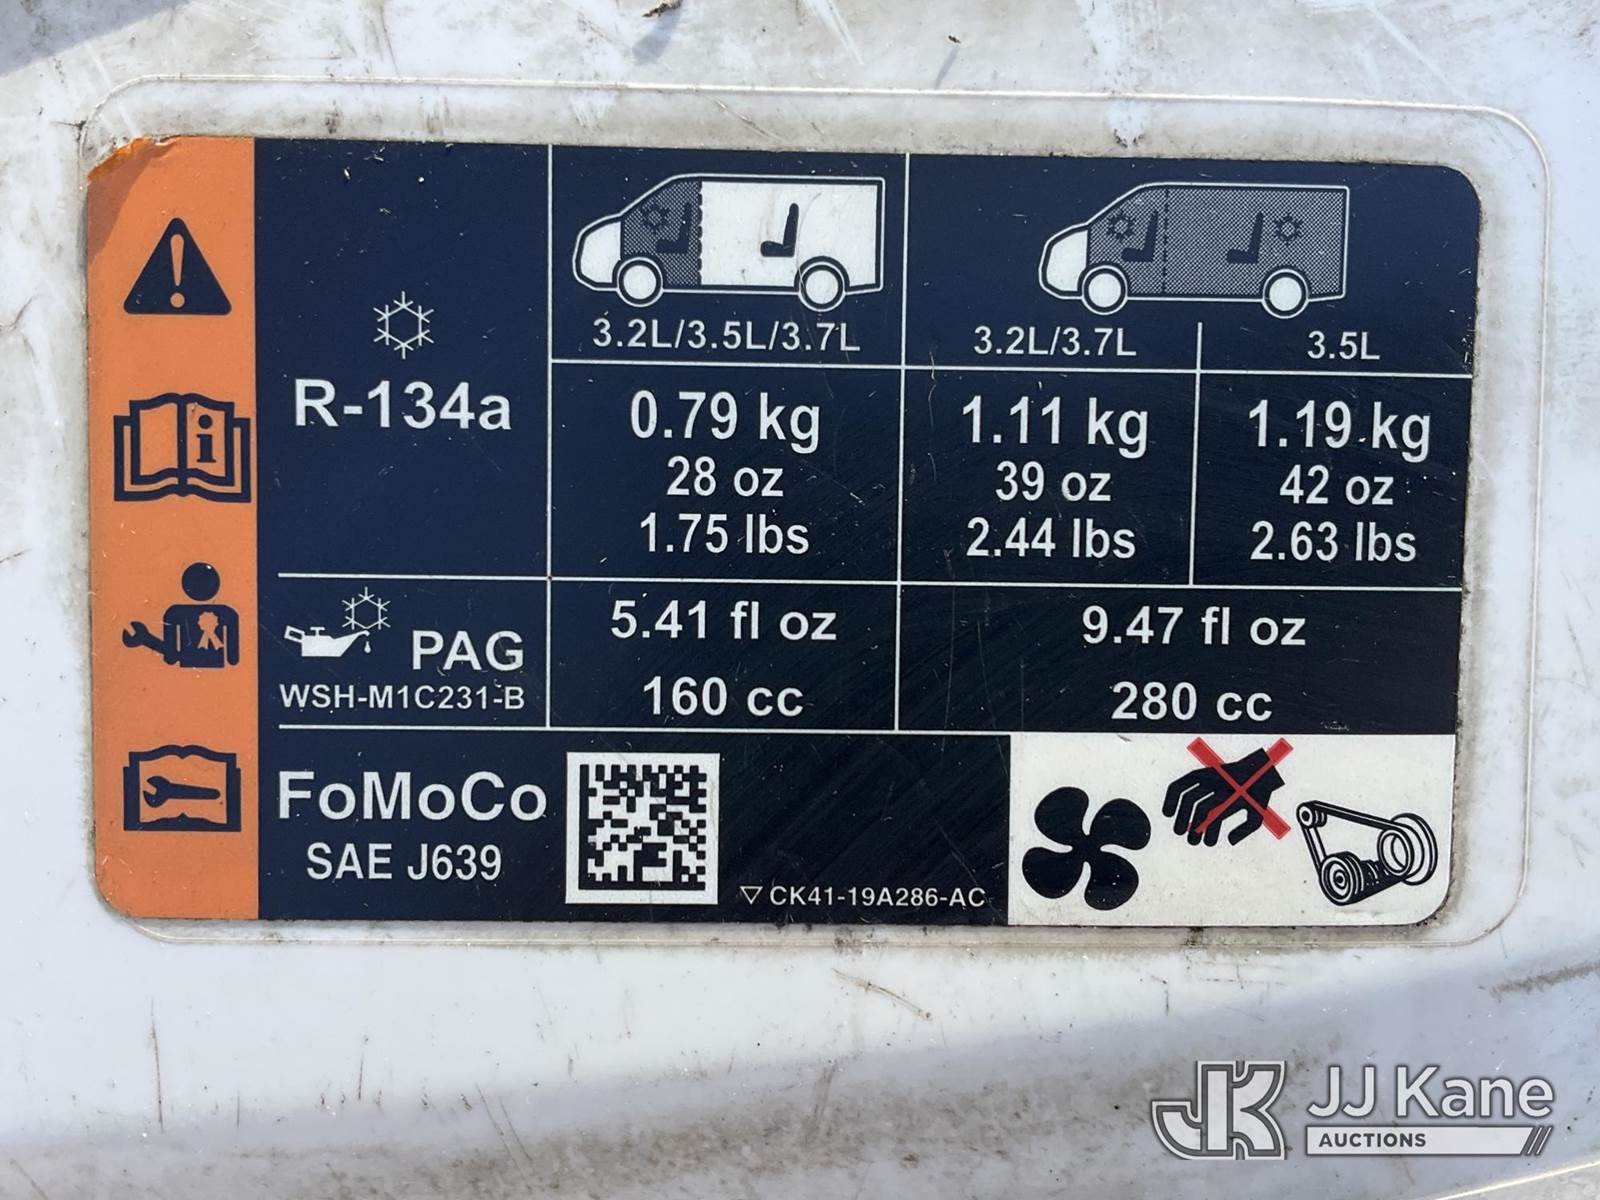 3.2L/3.5L/3.7L
3.2L/3.7L
3.5L
R-134a
0.79 kg
28 oz
1.75 lbs
1.11 kg
39 oz
2.44 lbs
1.19 kg
42 oz
2.63 lbs
PAG
WSH-M1C231-B
5.41 fl oz
160 cc
9.47 fl oz
280 cc
FoMoCo
SAE J639
CK41-19A286-AC
JK JJ Kane
AUCTIONS